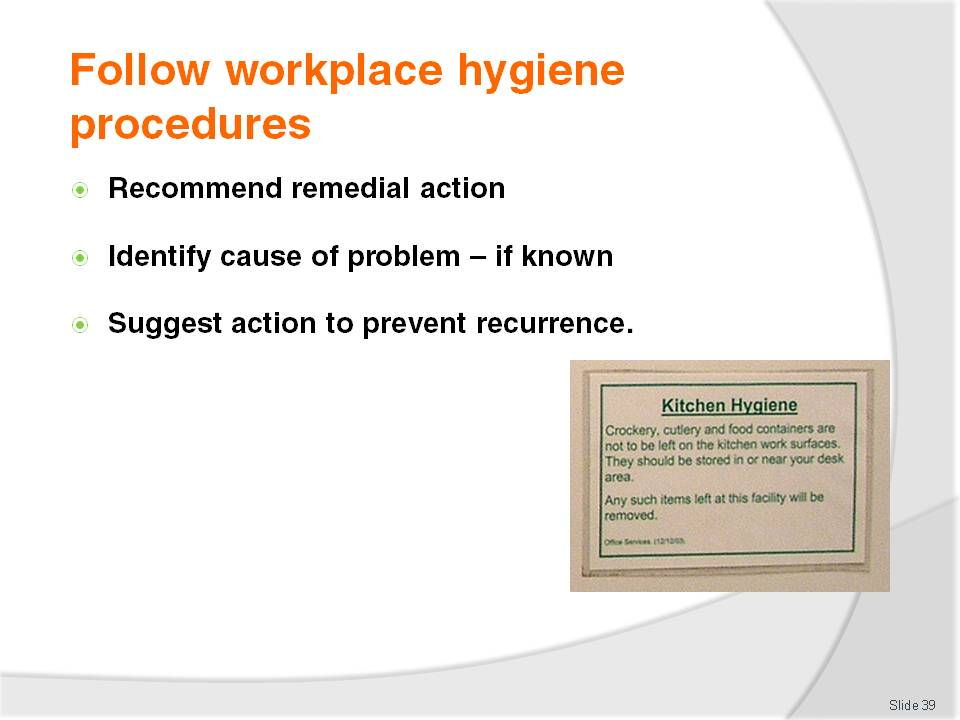 Follow workplace hygiene
procedures
Recommend remedial action
Identify cause of problem – if known
Suggest action to prevent recurrence.
Kitchen Hygiene
Crockery, cutlery and food containers are
not to be left on the kitchen work surfaces.
They should be stored in or near your desk
area.
Any such items left at this facility will be
removed.
Office Services. (12/12/03).
Slide 39